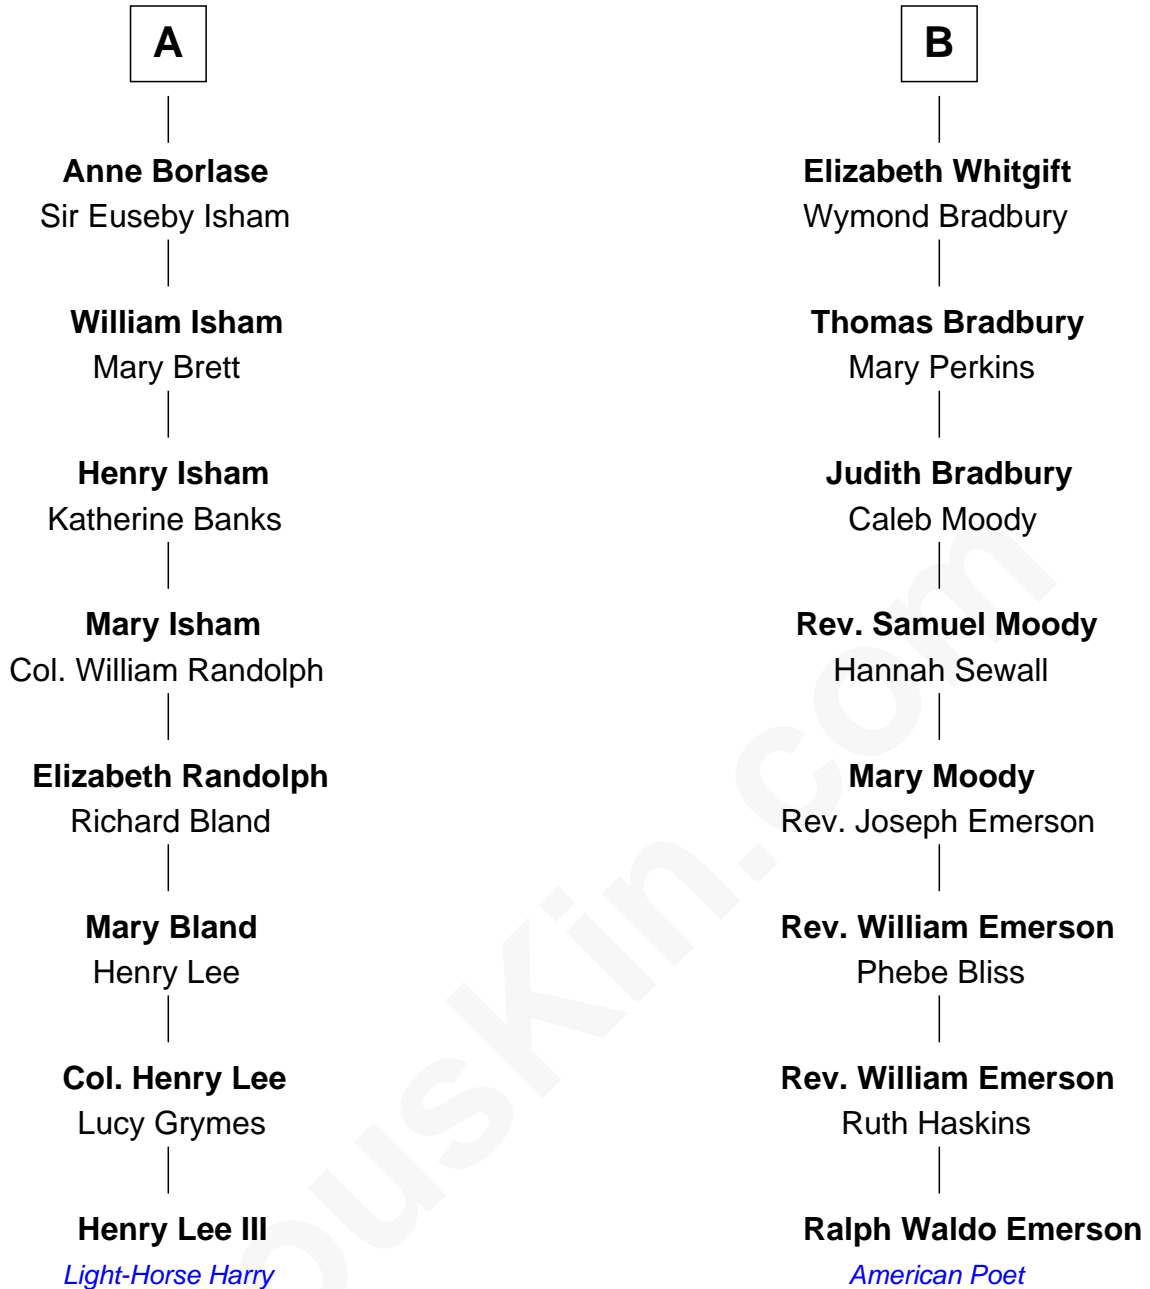 A
Anne Borlase
Sir Euseby Isham
William Isham
Mary Brett
Henry Isham
Katherine Banks
Mary Isham
Col. William Randolph
Elizabeth Randolph
Richard Bland
Mary Bland
Henry Lee
Col. Henry Lee
Lucy Grymes
Henry Lee III
Light-Horse Harry
B
Elizabeth Whitgift
Wymond Bradbury
Thomas Bradbury
Mary Perkins
Judith Bradbury
Caleb Moody
Rev. Samuel Moody
Hannah Sewall
Mary Moody
Rev. Joseph Emerson
Rev. William Emerson
Phebe Bliss
Rev. William Emerson
Ruth Haskins
Ralph Waldo Emerson
American Poet
ousKin.com